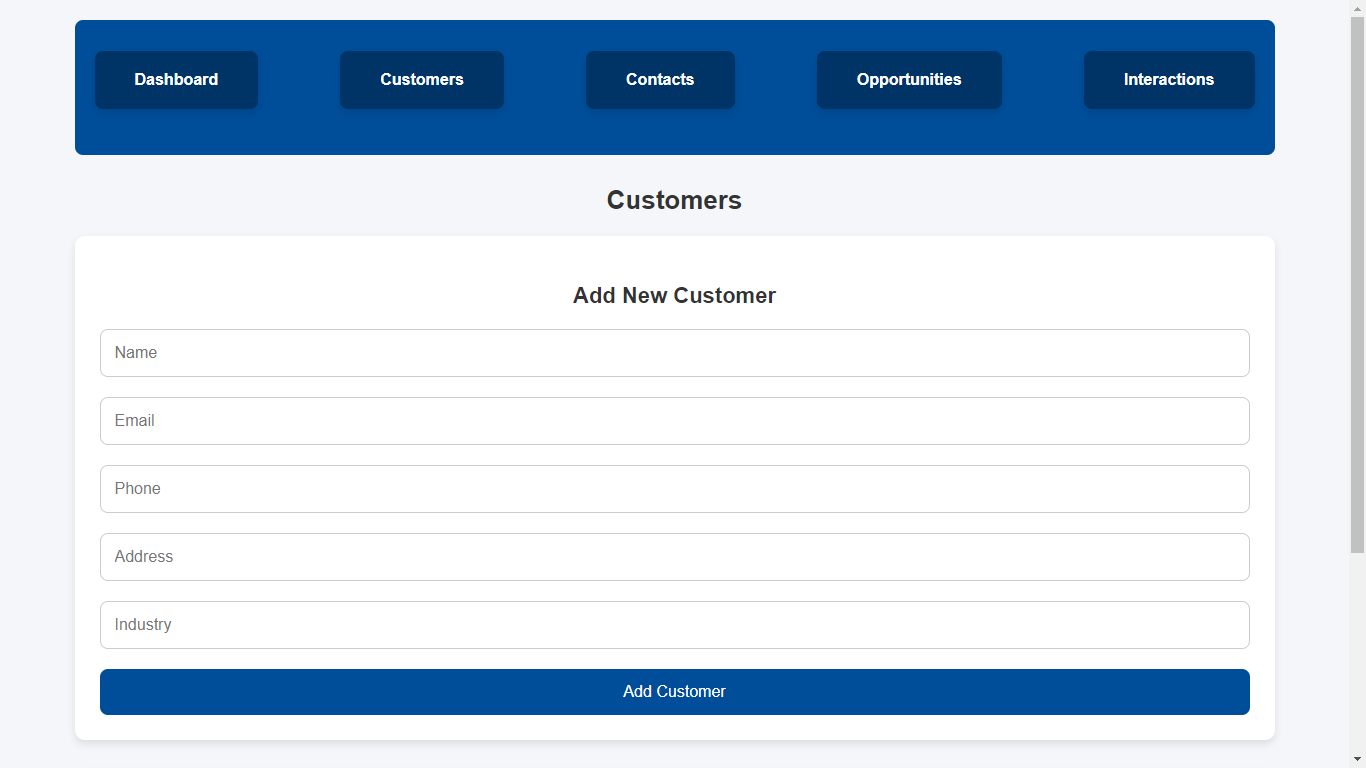 Dashboard Customers Contacts Opportunities Interactions
Customers
Add New Customer
Name
Email
Phone
Address
Industry
Add Customer